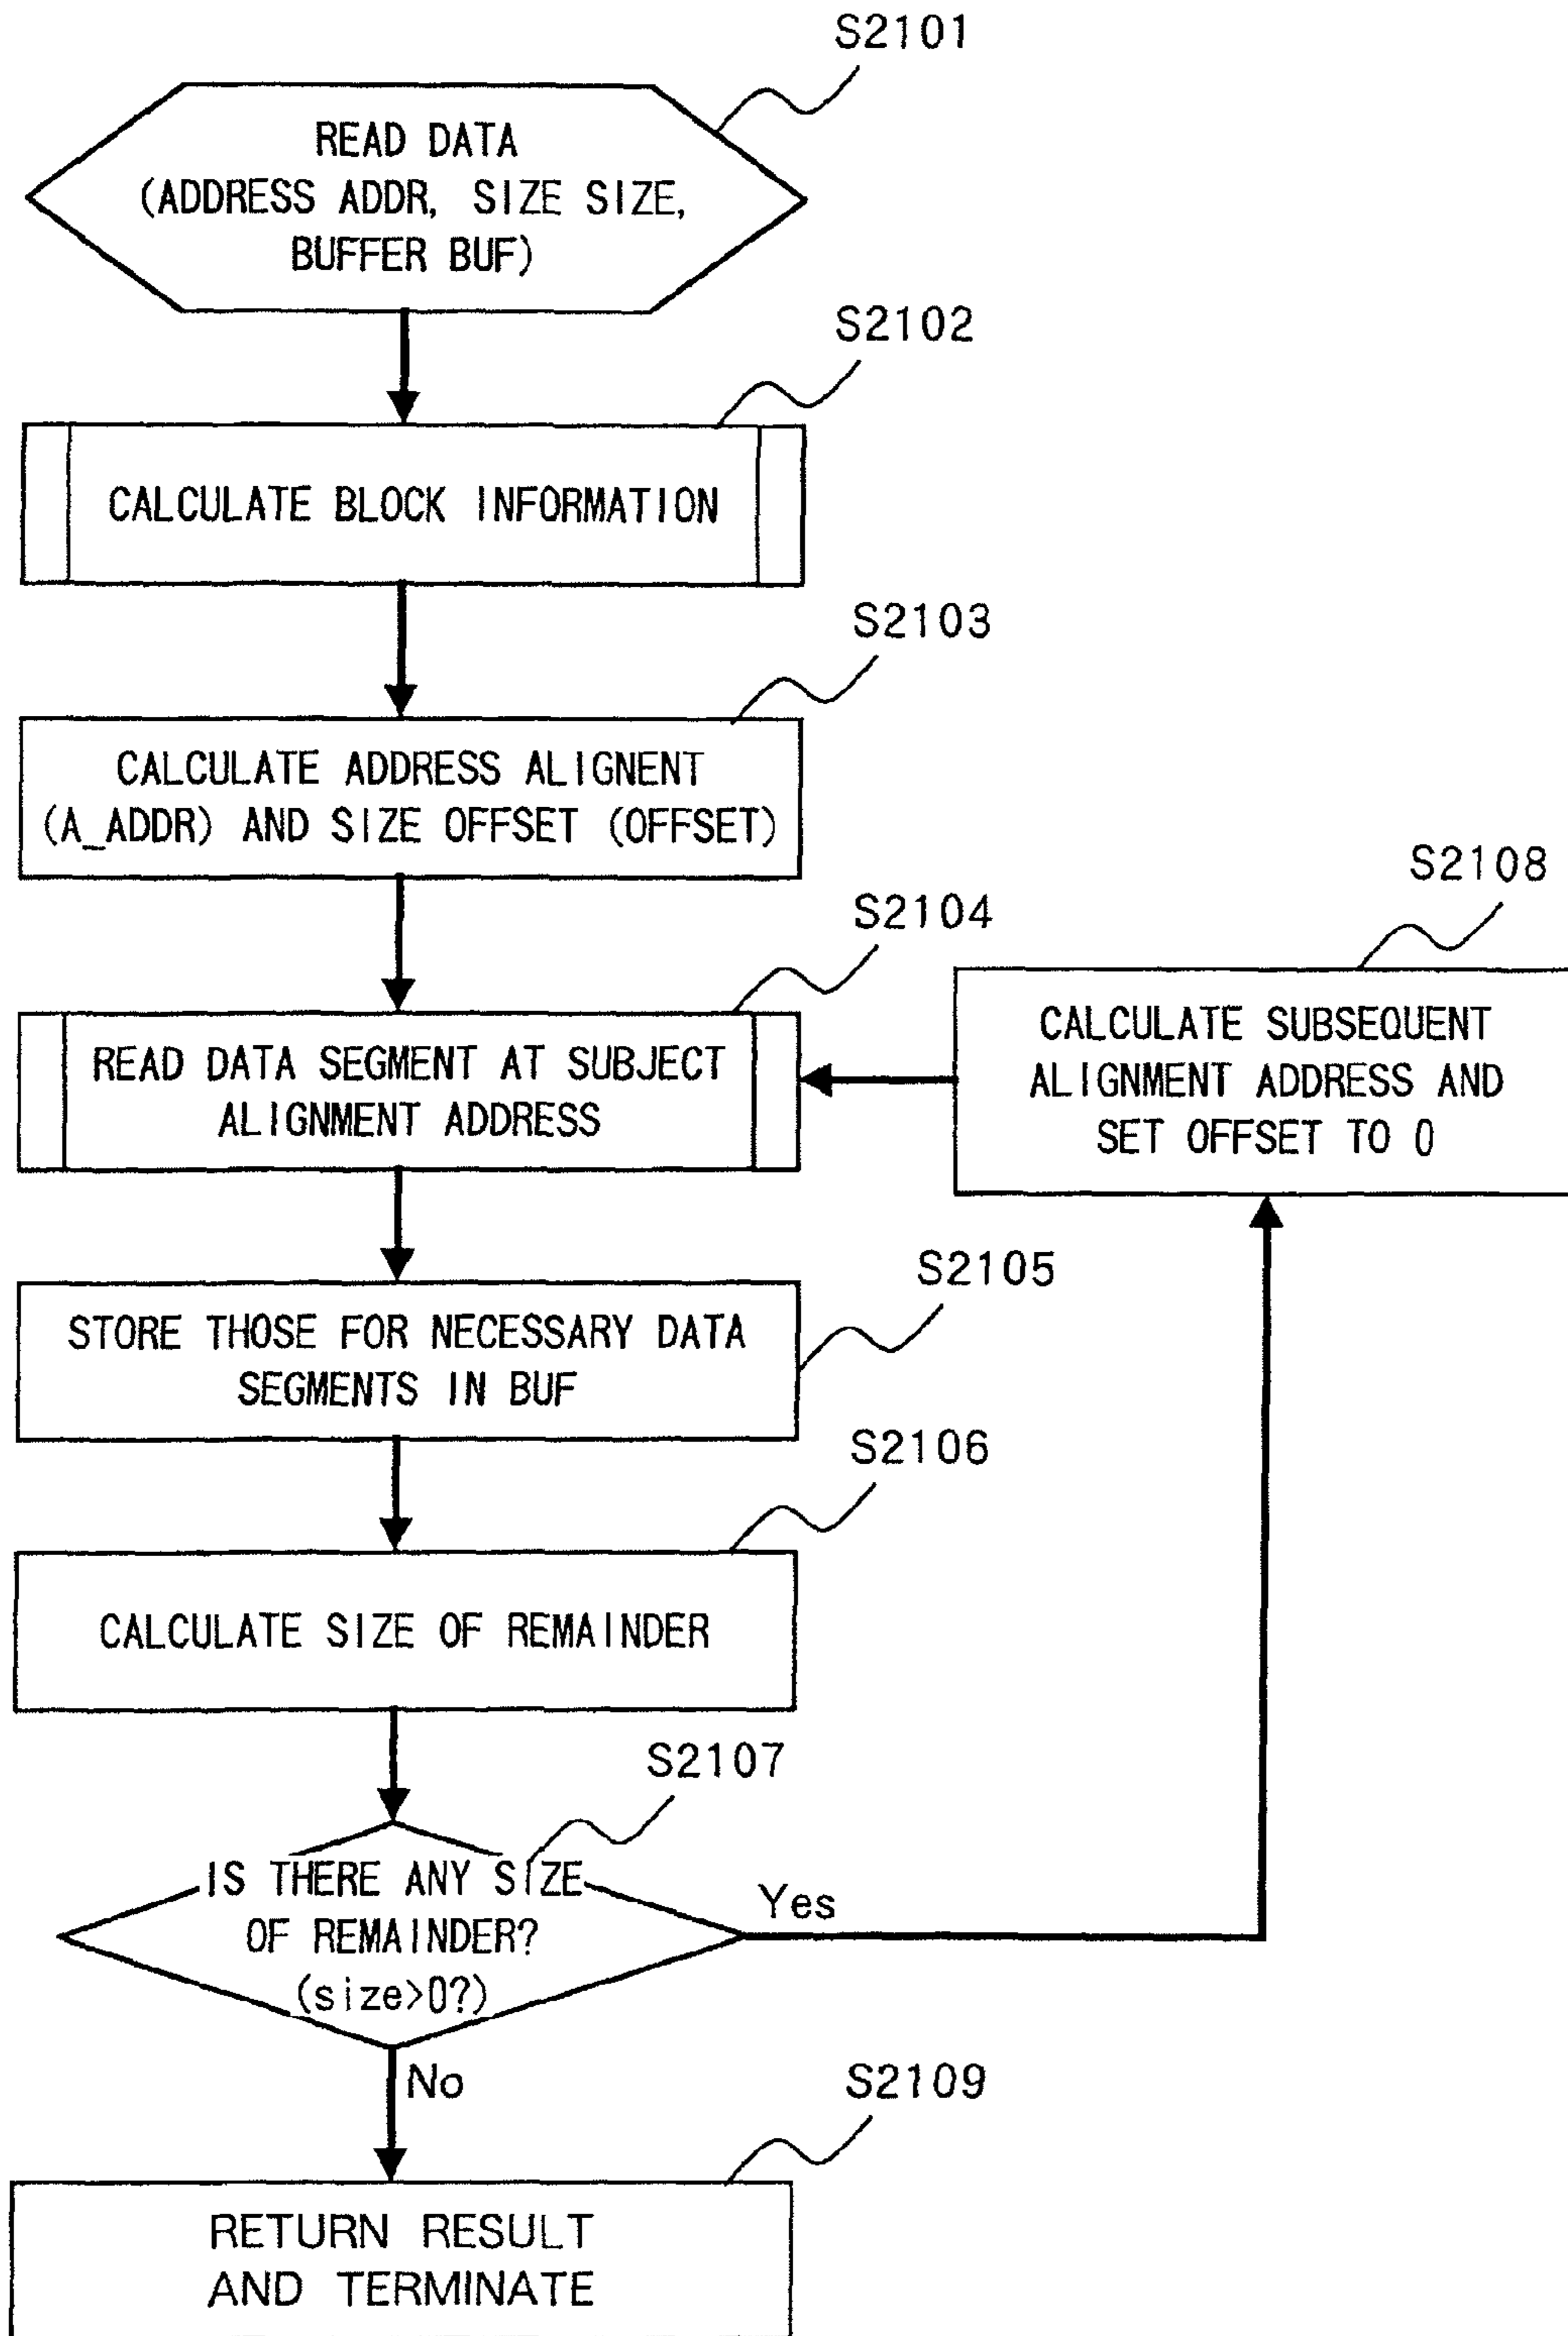 S2101
READ DATA
(ADDRESS ADDR, SIZE SIZE,
BUFFER BUF)
S2102
CALCULATE BLOCK INFORMATION
S2103
CALCULATE ADDRESS ALIGNENT
(A_ADDR) AND SIZE OFFSET (OFFSET)
S2104
READ DATA SEGMENT AT SUBJECT
ALIGNMENT ADDRESS
S2108
CALCULATE SUBSEQUENT
ALIGNMENT ADDRESS AND
SET OFFSET TO 0
S2105
STORE THOSE FOR NECESSARY DATA
SEGMENTS IN BUF
S2106
CALCULATE SIZE OF REMAINDER
S2107
IS THERE ANY SIZE
OF REMAINDER?
(size>0?)
Yes
No
S2109
RETURN RESULT
AND TERMINATE